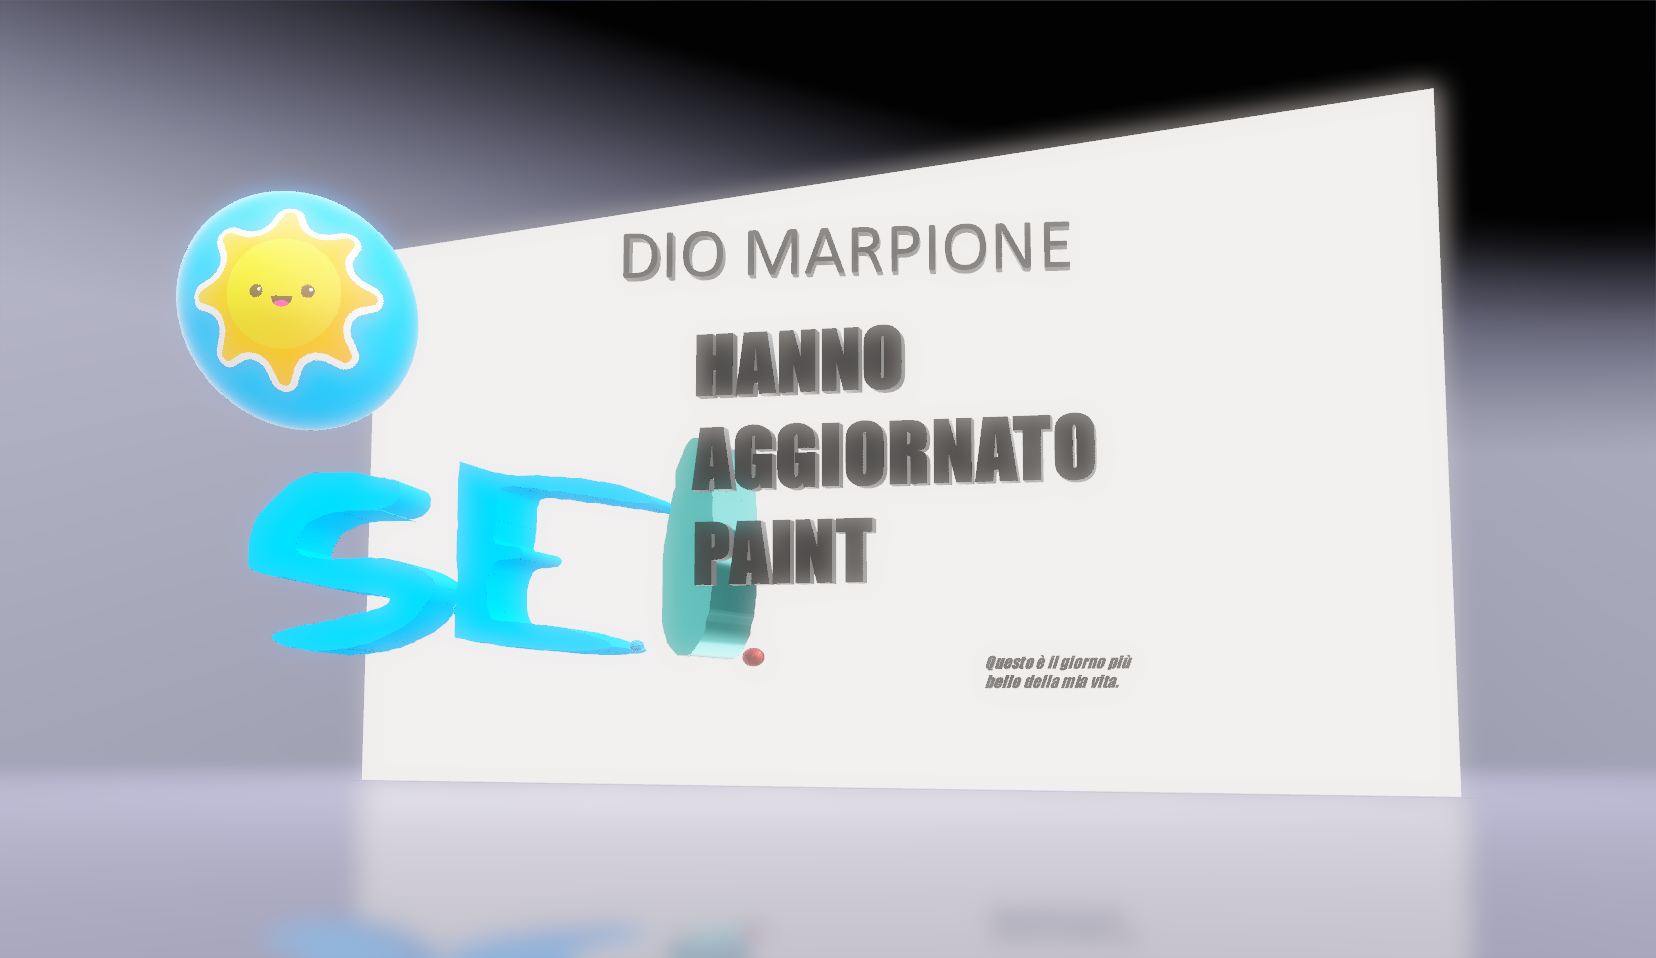 DIO MARPIONE
HANNO
AGGIORNATO
PAINT
SE
Questo è il giorno più
bello della mia vita.